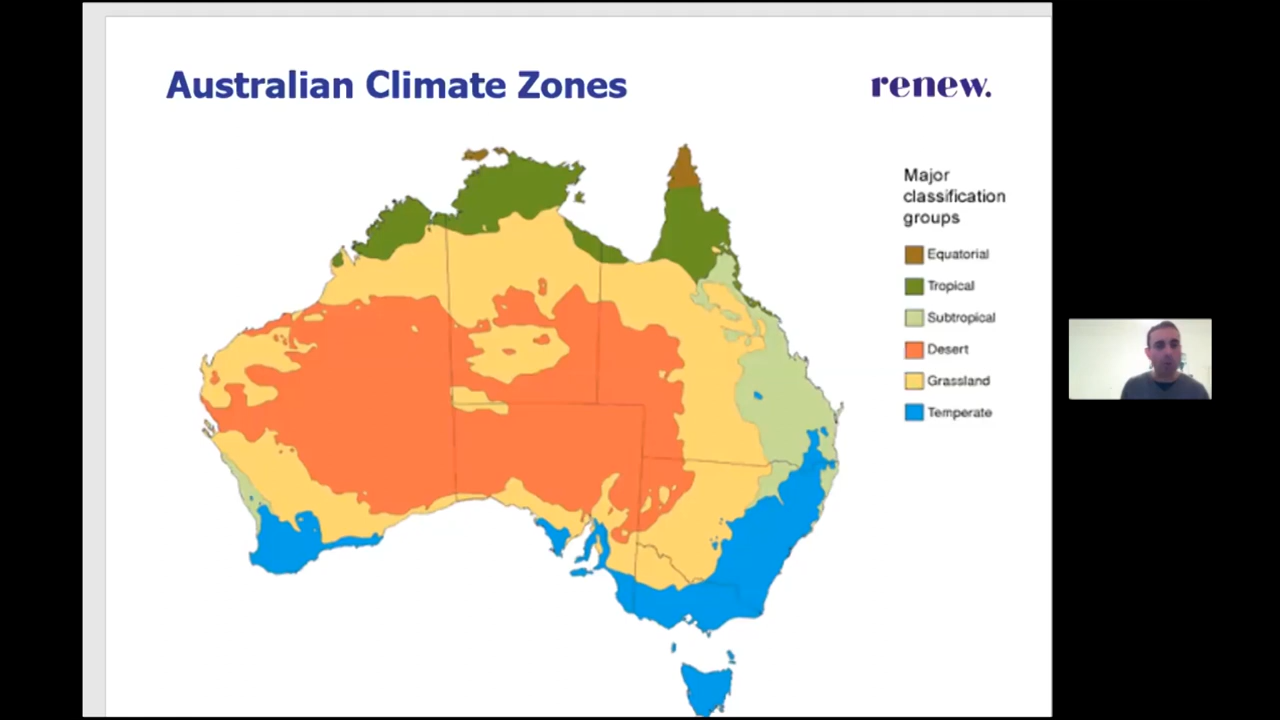 Australian Climate Zones
renew.
Major
classification
groups
Equatorial
Tropical
Subtropical
Desert
Grassland
Temperate